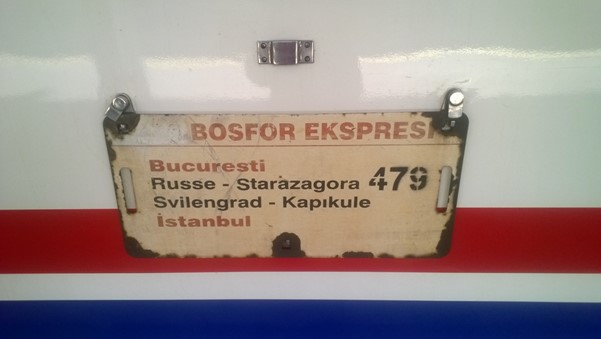 BOSFOR EKSPRESİ
Bucuresti
Russe - Starazagora 479
Svilengrad - Kapıkule
İstanbul